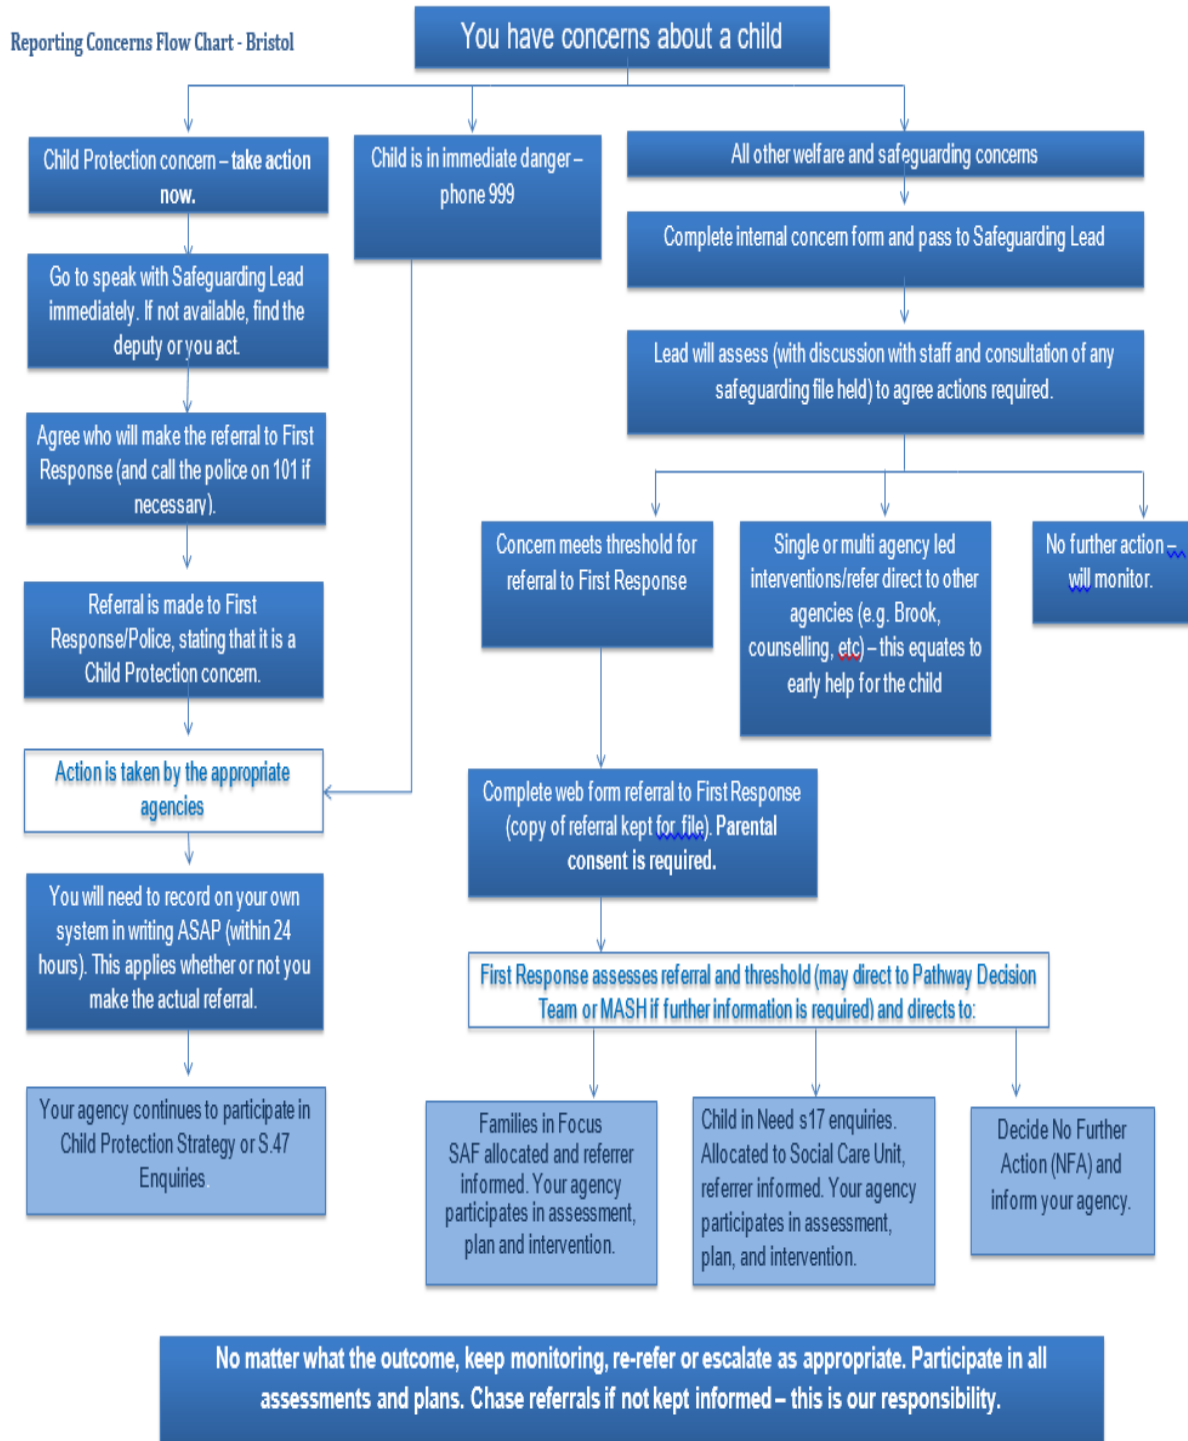 Reporting Concerns Flow Chart - Bristol
You have concerns about a child
Child Protection concern – take action
now.
Go to speak with Safeguarding Lead
immediately. If not available, find the
deputy or you act.
Agree who will make the referral to First
Response (and call the police on 101 if
necessary).
Referral is made to First
Response/Police, stating that it is a
Child Protection concern.
Action is taken by the appropriate
agencies
You will need to record on your own
system in writing ASAP (within 24
hours). This applies whether or not you
make the actual referral.
Your agency continues to participate in
Child Protection Strategy or S.47
Enquiries.
Child is in immediate danger –
phone 999
All other welfare and safeguarding concerns
Complete internal concern form and pass to Safeguarding Lead
Lead will assess (with discussion with staff and consultation of any
safeguarding file held) to agree actions required.
Concern meets threshold for
referral to First Response
Single or multi agency led
interventions/refer direct to other
agencies (e.g. Brook,
counselling, etc) – this equates to
early help for the child
No further action –
will monitor.
Complete web form referral to First Response
(copy of referral kept for file). Parental
consent is required.
First Response assesses referral and threshold (may direct to Pathway Decision
Team or MASH if further information is required) and directs to:
Families in Focus
SAF allocated and referrer
informed. Your agency
participates in assessment,
plan and intervention.
Child in Need s17 enquiries.
Allocated to Social Care Unit,
referrer informed. Your agency
participates in assessment,
plan, and intervention.
Decide No Further
Action (NFA) and
inform your agency.
No matter what the outcome, keep monitoring, re-refer or escalate as appropriate. Participate in all
assessments and plans. Chase referrals if not kept informed – this is our responsibility.